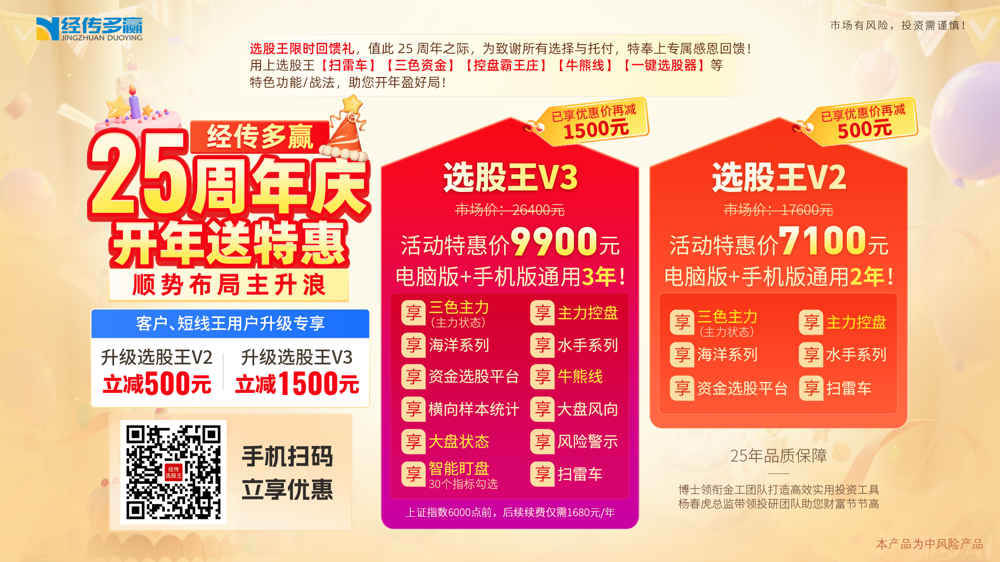 经传多赢
JINGZHUAN DUOYING
市场有风险，投资需谨慎！
选股王限时回馈礼，值此 25 周年之际，为致谢所有选择与托付，特奉上专属感恩回馈！
用上选股王【扫雷车】【三色资金】【控盘霸王庄】【牛熊线】【一键选股器】等
特色功能/战法，助您开年盈好局！
经传多赢
25周年庆
开年送特惠
顺势布局主升浪
客户、短线王用户升级专享
升级选股王V2
立减500元
升级选股王V3
立减1500元
经传
选股王
手机扫码
立享优惠
已享优惠价再减
1500元
选股王V3
市场价：26400元
活动特惠价9900元
电脑版+手机版通用3年！
享 三色主力
（主力状态）
享 主力控盘
享 海洋系列
享 水手系列
享 资金选股平台
享 牛熊线
享 横向样本统计
享 大盘风向
享 大盘状态
享 风险警示
享 智能盯盘
30个指标勾选
享 扫雷车
上证指数6000点前，后续续费仅需1680元/年
已享优惠价再减
500元
选股王V2
市场价：17600元
活动特惠价7100元
电脑版+手机版通用2年！
享 三色主力
（主力状态）
享 主力控盘
享 海洋系列
享 水手系列
享 资金选股平台
享 扫雷车
25年品质保障
博士领衔金工团队打造高效实用投资工具
杨春虎总监带领投研团队助您财富节节高
本产品为中风险产品